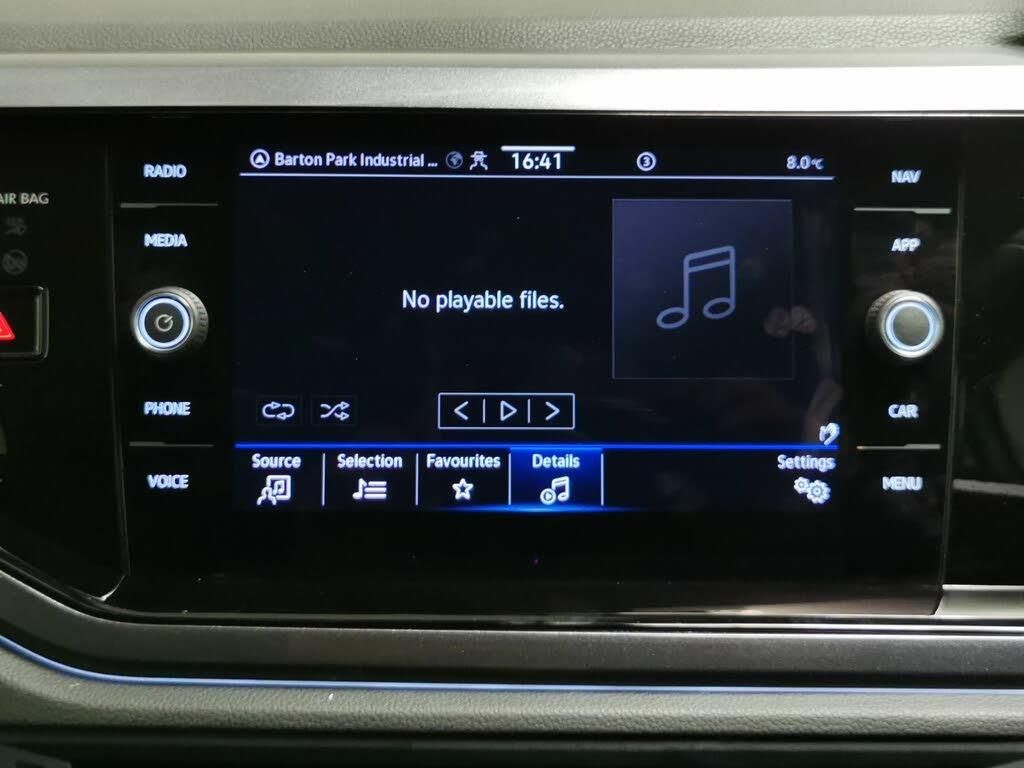 Barton Park Industrial ... 16:41 3 8.0°C
AIR BAG
RADIO
MEDIA
PHONE
VOICE
No playable files.
Source
Selection
Favourites
Details
Settings
NAV
APP
CAR
MENU